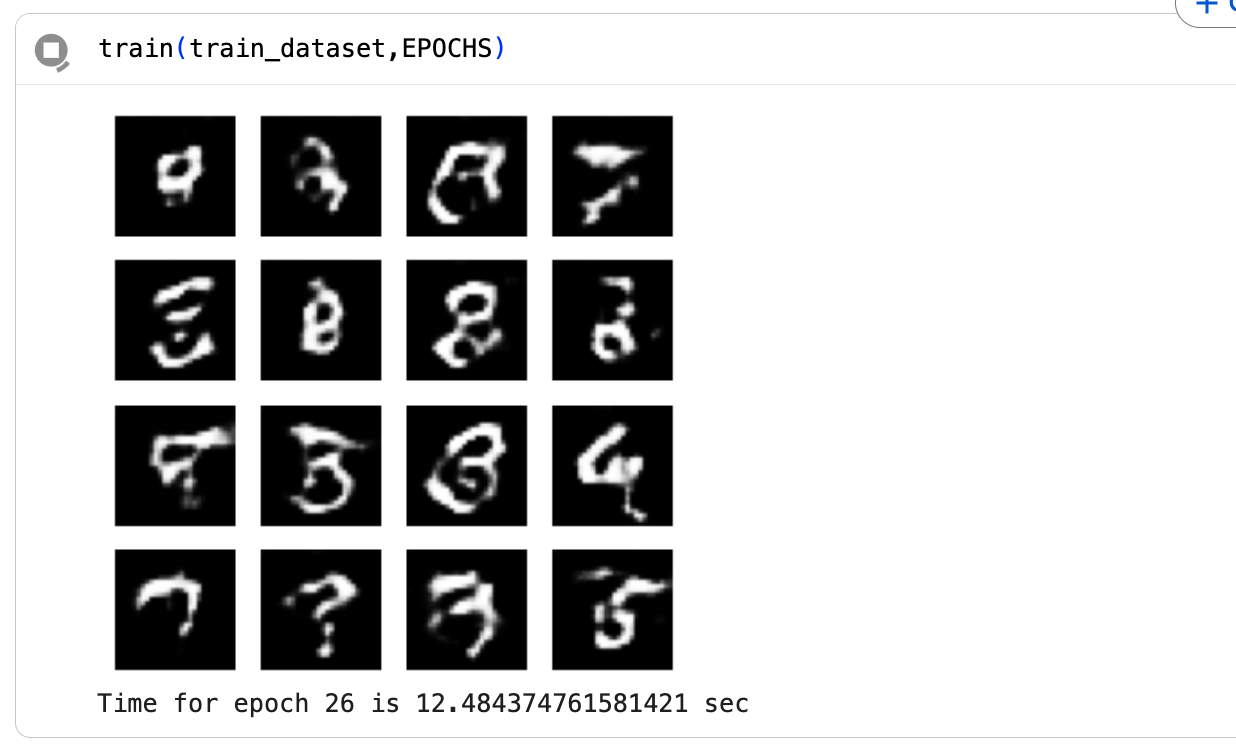 train(train_dataset,EPOCHS)
Time for epoch 26 is 12.484374761581421 sec